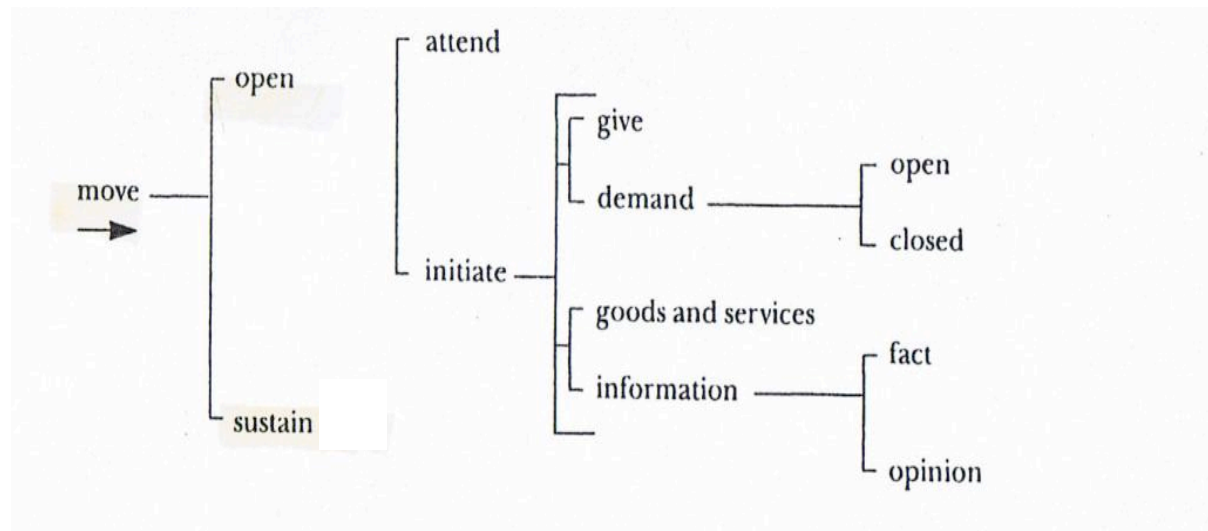 attend
open
give
open
move
demand
closed
initiate
goods and services
fact
information
sustain
opinion